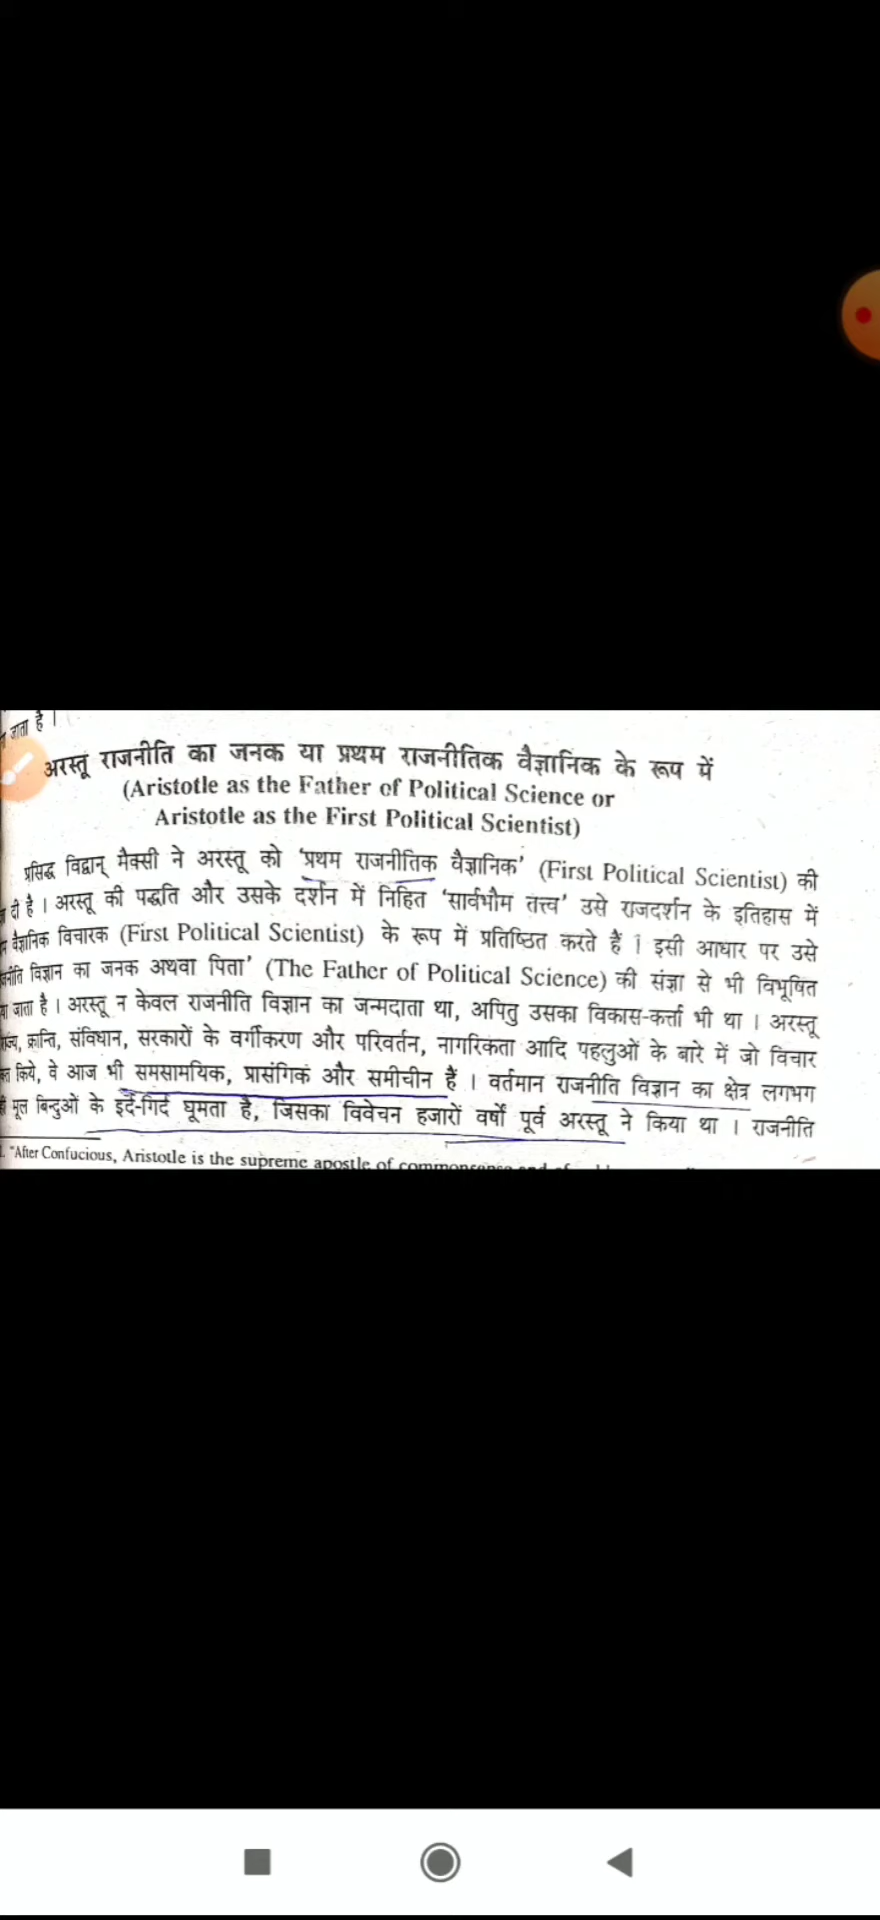 जाता है ।
अरस्तू राजनीति का जनक या प्रथम राजनीतिक वैज्ञानिक के रूप में
(Aristotle as the Father of Political Science or
Aristotle as the First Political Scientist)
प्रसिद्ध विद्वान् मैक्सी ने अरस्तू को ‘प्रथम राजनीतिक वैज्ञानिक’ (First Political Scientist) की
दी है । अरस्तू की पद्धति और उसके दर्शन में निहित ‘सार्वभौम तत्त्व’ उसे राजदर्शन के इतिहास में
वैज्ञानिक विचारक (First Political Scientist) के रूप में प्रतिष्ठित करते हैं । इसी आधार पर उसे
विज्ञान का जनक अथवा पिता’ (The Father of Political Science) की संज्ञा से भी विभूषित
जाता है । अरस्तू न केवल राजनीति विज्ञान का जन्मदाता था, अपितु उसका विकास-कर्त्ता भी था । अरस्तू
राज्य, क्रान्ति, संविधान, सरकारों के वर्गीकरण और परिवर्तन, नागरिकता आदि पहलुओं के बारे में जो विचार
किये, वे आज भी समसामयिक, प्रासंगिक और समीचीन हैं । वर्तमान राजनीति विज्ञान का क्षेत्र लगभग
मूल बिन्दुओं के इर्द-गिर्द घूमता है, जिसका विवेचन हजारों वर्षों पूर्व अरस्तू ने किया था । राजनीति
"After Confucious, Aristotle is the supreme apostle of